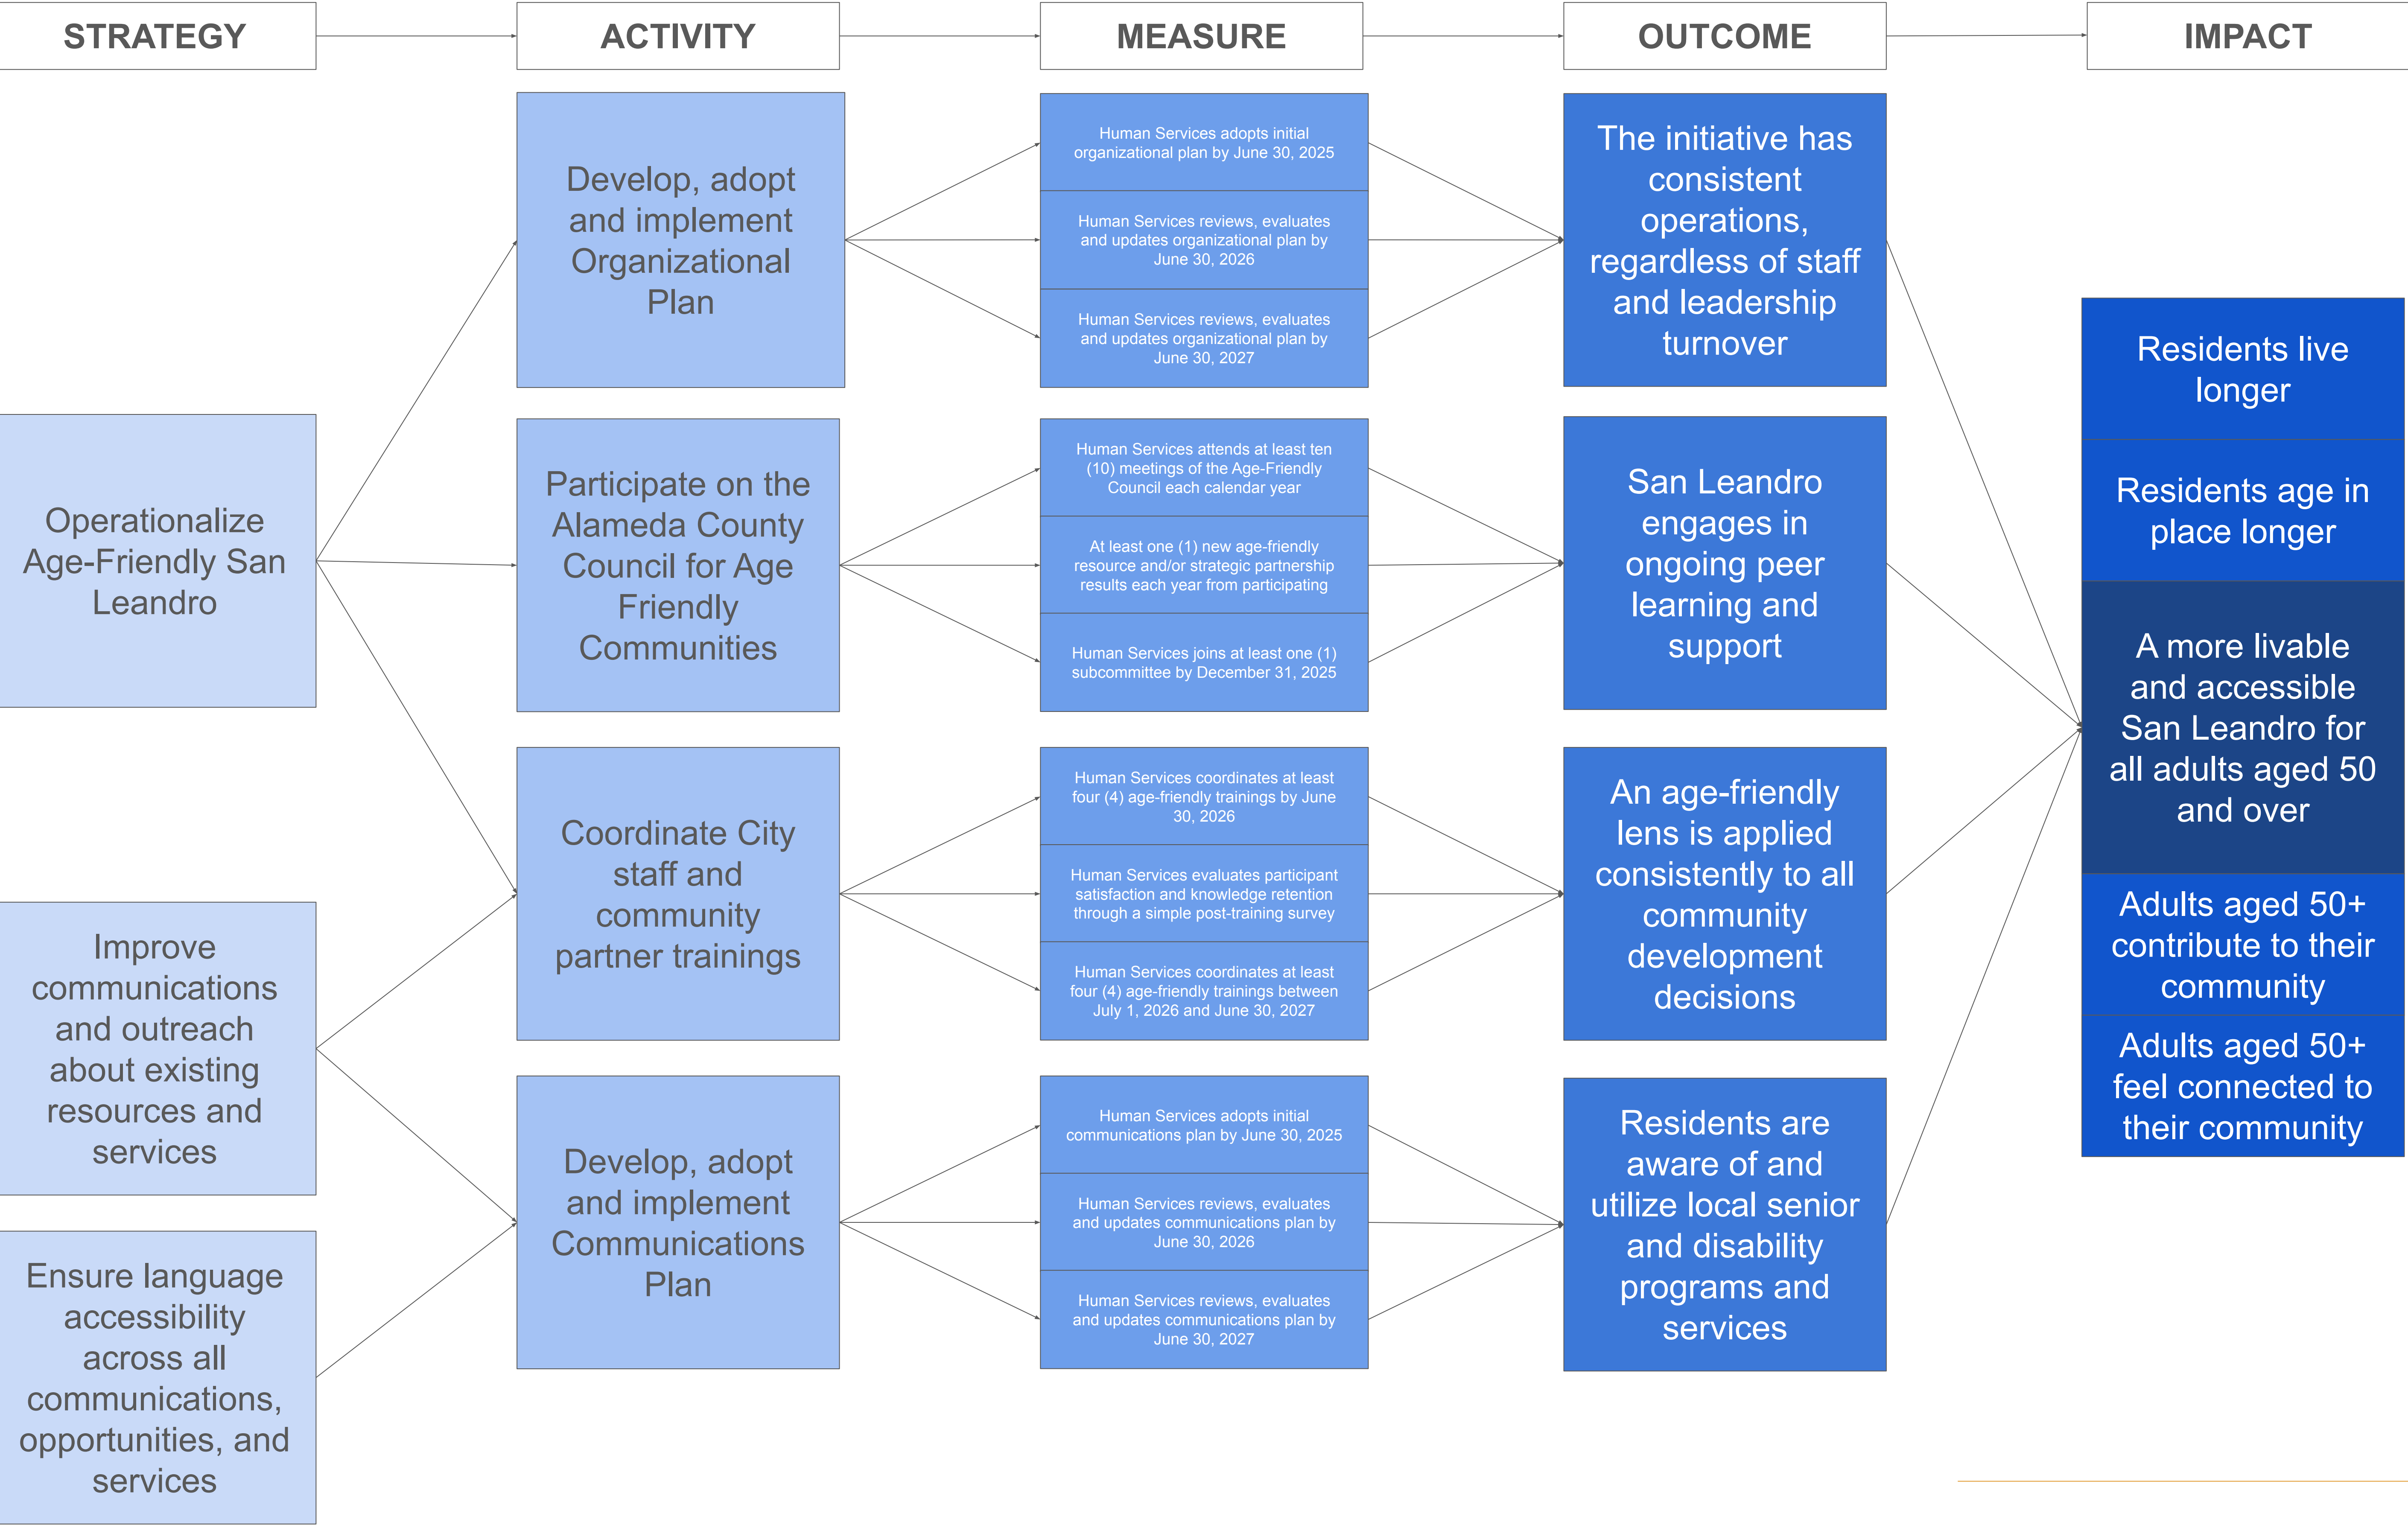 STRATEGY
ACTIVITY
MEASURE
OUTCOME
IMPACT
Operationalize
Age-Friendly San
Leandro
Improve
communications
and outreach
about existing
resources and
services
Ensure language
accessibility
across all
communications,
opportunities, and
services
Develop, adopt
and implement
Organizational
Plan
Participate on the
Alameda County
Council for Age
Friendly
Communities
Coordinate City
staff and
community
partner trainings
Develop, adopt
and implement
Communications
Plan
Human Services adopts initial
organizational plan by June 30, 2025
Human Services reviews, evaluates
and updates organizational plan by
June 30, 2026
Human Services reviews, evaluates
and updates organizational plan by
June 30, 2027
Human Services attends at least ten
(10) meetings of the Age-Friendly
Council each calendar year
At least one (1) new age-friendly
resource and/or strategic partnership
results each year from participating
Human Services joins at least one (1)
subcommittee by December 31, 2025
Human Services coordinates at least
four (4) age-friendly trainings by June
30, 2026
Human Services evaluates participant
satisfaction and knowledge retention
through a simple post-training survey
Human Services coordinates at least
four (4) age-friendly trainings between
July 1, 2026 and June 30, 2027
Human Services adopts initial
communications plan by June 30, 2025
Human Services reviews, evaluates
and updates communications plan by
June 30, 2026
Human Services reviews, evaluates
and updates communications plan by
June 30, 2027
The initiative has
consistent
operations,
regardless of staff
and leadership
turnover
San Leandro
engages in
ongoing peer
learning and
support
An age-friendly
lens is applied
consistently to all
community
development
decisions
Residents are
aware of and
utilize local senior
and disability
programs and
services
Residents live
longer
Residents age in
place longer
A more livable
and accessible
San Leandro for
all adults aged 50
and over
Adults aged 50+
contribute to their
community
Adults aged 50+
feel connected to
their community